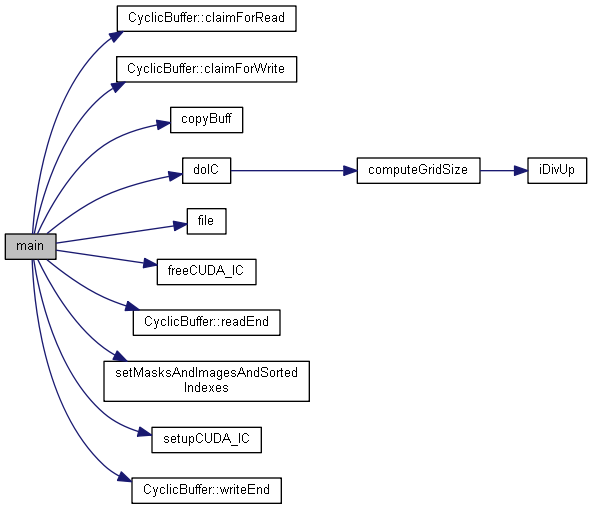 CyclicBuffer::claimForRead
CyclicBuffer::claimForWrite
copyBuff
doIC
computeGridSize
iDivUp
file
main
freeCUDA_IC
CyclicBuffer::readEnd
setMasksAndImagesAndSorted
Indexes
setupCUDA_IC
CyclicBuffer::writeEnd